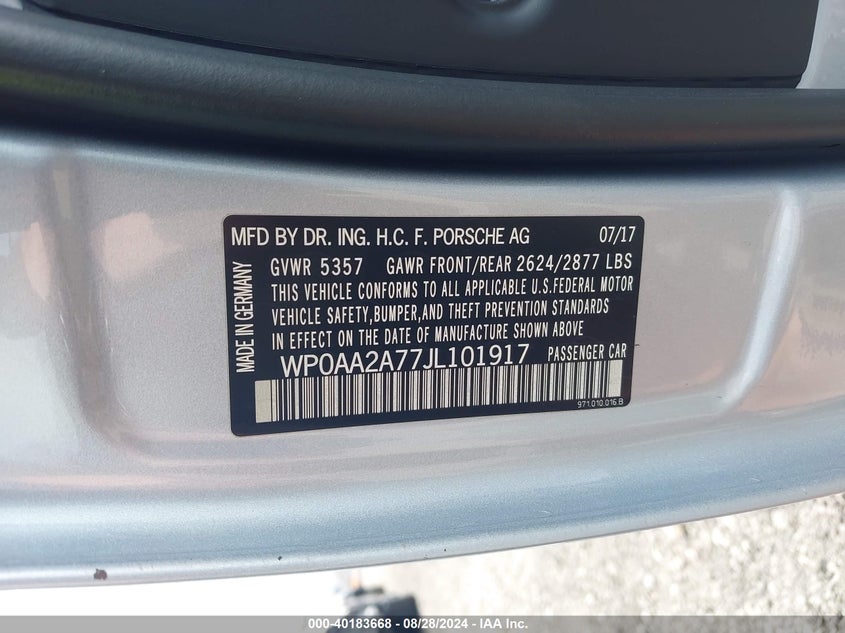 MFD BY DR. ING. H.C. F. PORSCHE AG 07/17
MADE IN GERMANY
GVWR 5357 GAWR FRONT/REAR 2624/2877 LBS
THIS VEHICLE CONFORMS TO ALL APPLICABLE U.S.FEDERAL MOTOR
VEHICLE SAFETY,BUMPER,AND THEFT PREVENTION STANDARDS
IN EFFECT ON THE DATE OF MANUFACTURE SHOWN ABOVE
WP0AA2A77JL101917 PASSENGER CAR
971.010.016.B
000-40183668 - 08/28/2024 - IAA Inc.